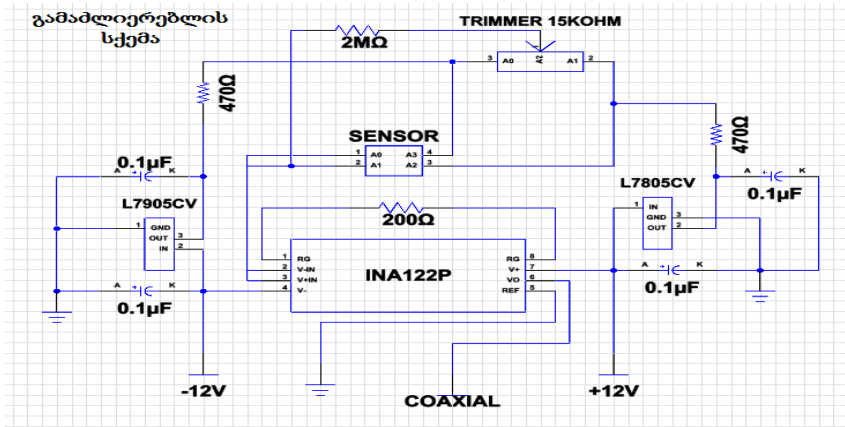 გამაძლიერებლის
სქემა
TRIMMER 15KOHM
2MΩ
3 A0 A2 A1 2
470Ω
470Ω
SENSOR
1 A0 A3 4
2 A1 A2 3
0.1µF
A K
L7905CV
1 GND
OUT 3
IN 2
A K
0.1µF
200Ω
1 RG RG 8
2 V-IN V+ 7
3 V+IN VO 6
4 V- REF 5
INA122P
L7805CV
1 IN
GND 3
OUT 2
A K
0.1µF
A K
0.1µF
-12V
COAXIAL
+12V